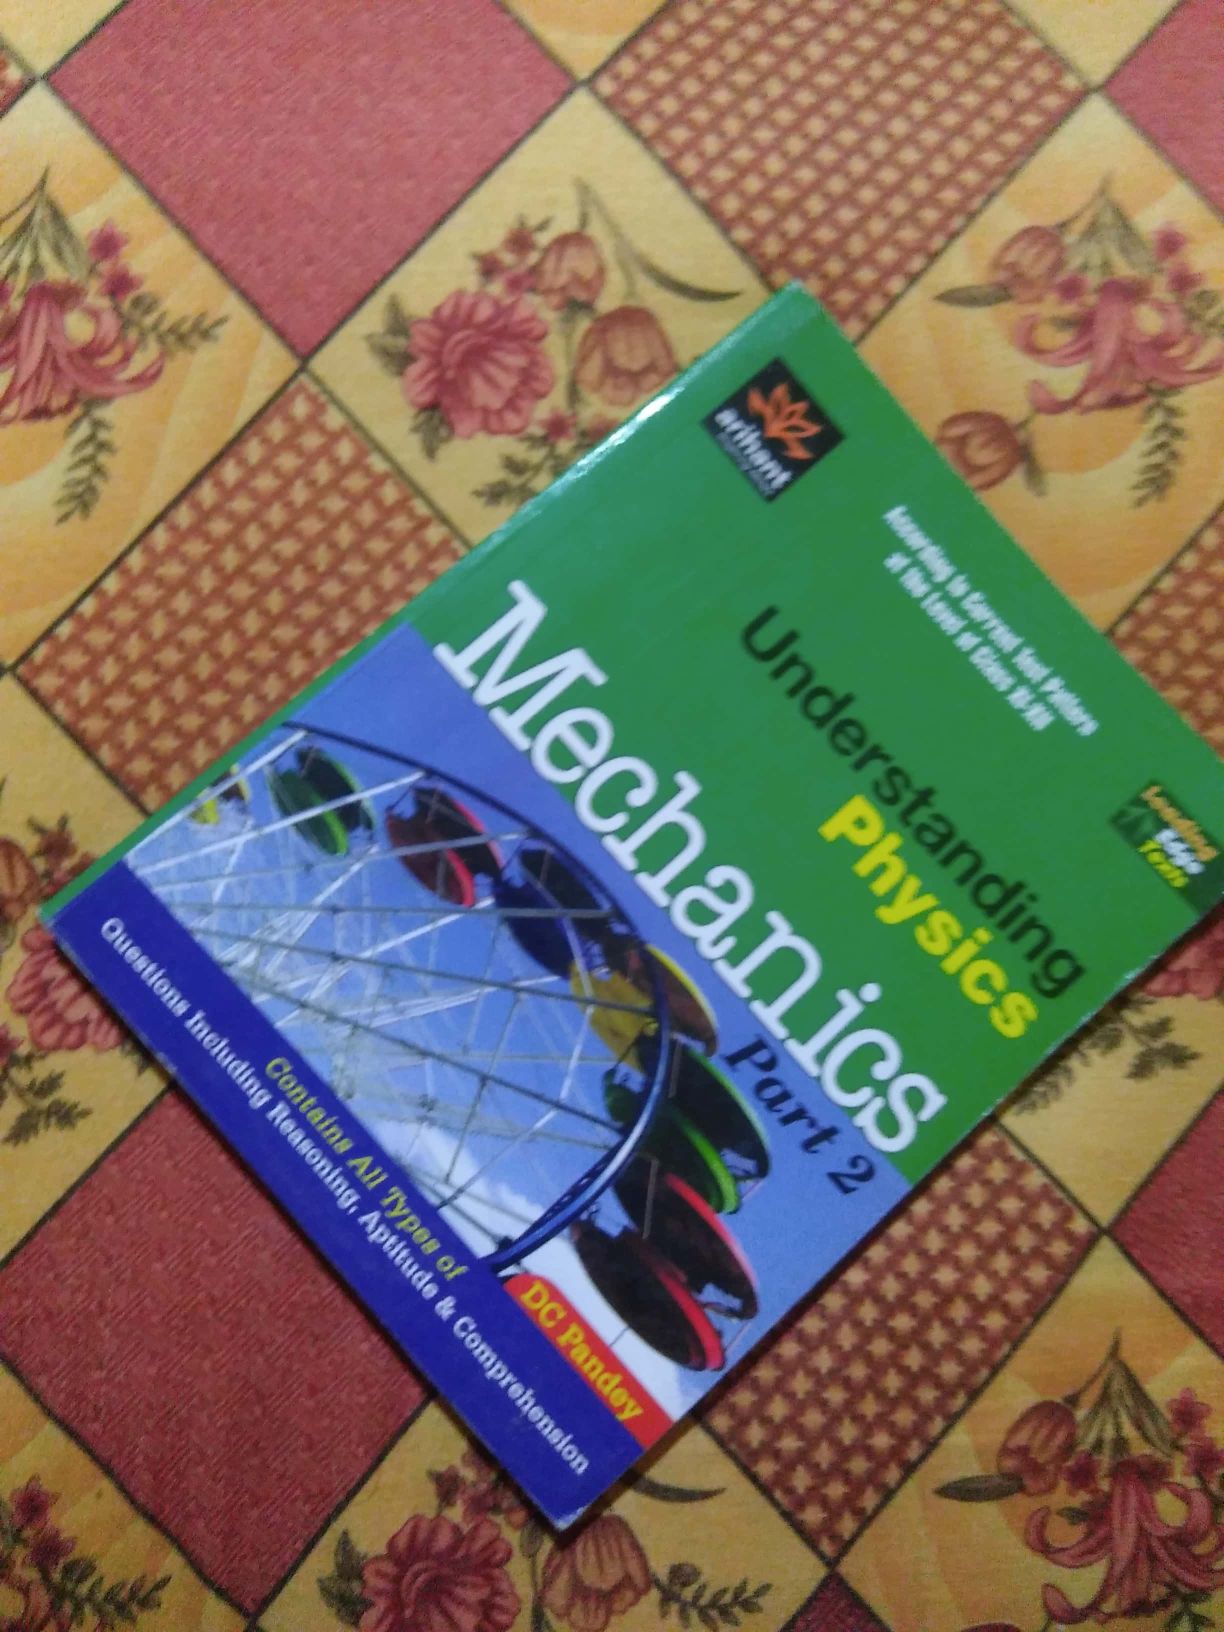 arihant
According to Current Test Pattern
at the Level of Class XI-XII
Understanding
Physics
Mechanics
Part 2
DC Pandey
Contains All Types of
Questions Including Reasoning, Aptitude & Comprehension